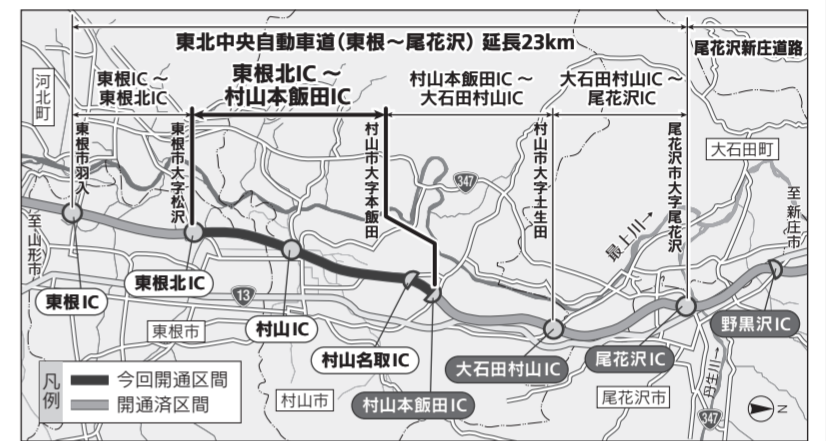 東北中央自動車道（東根～尾花沢）延長23km
尾花沢新庄道路
東根IC～
東根北IC
東根北IC～
村山本飯田IC
村山本飯田IC～
大石田村山IC
大石田村山IC～
尾花沢IC
河北町
東根市羽入
東根市大字松沢
村山市大字本飯田
村山市大字土生田
尾花沢市大字尾花沢
大石田町
347
至山形市
至新庄市
最上川→
東根IC
東根北IC
13
村山IC
東根市
村山名取IC
村山本飯田IC
大石田村山IC
尾花沢IC
野黒沢IC
村山市
尾花沢市
丹生川→
347
凡例
今回開通区間
開通済区間
N